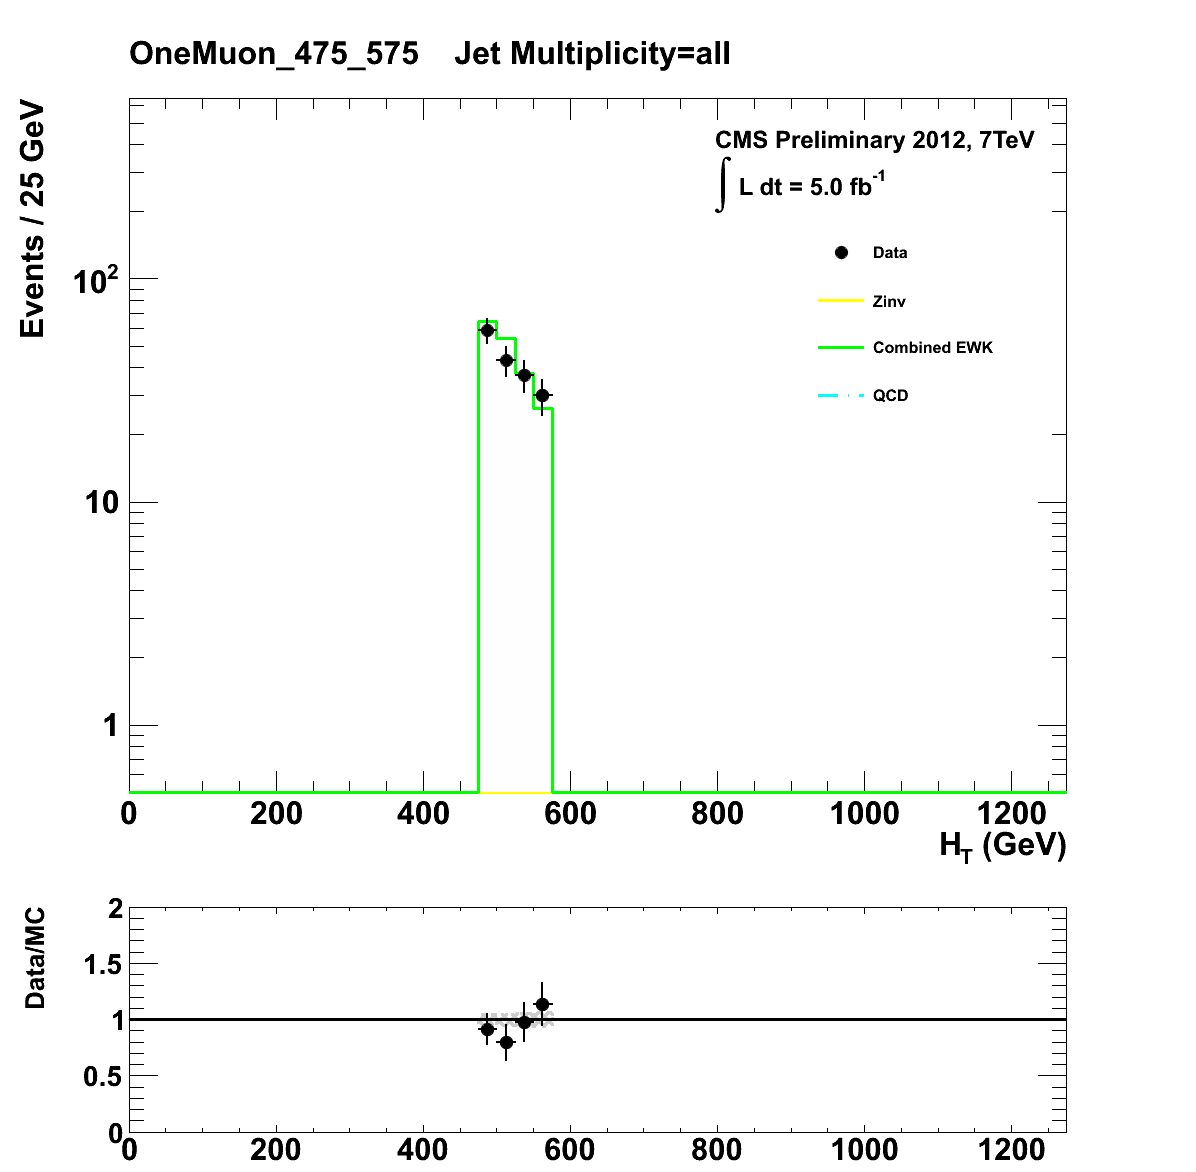 OneMuon_475_575 Jet Multiplicity=all
Events / 25 GeV
CMS Preliminary 2012, 7TeV
∫ L dt = 5.0 fb⁻¹
Data
Zinv
Combined EWK
QCD
10²
10
1
0 200 400 600 800 1000 1200
H_T (GeV)
Data/MC
2
1.5
1
0.5
0
0 200 400 600 800 1000 1200